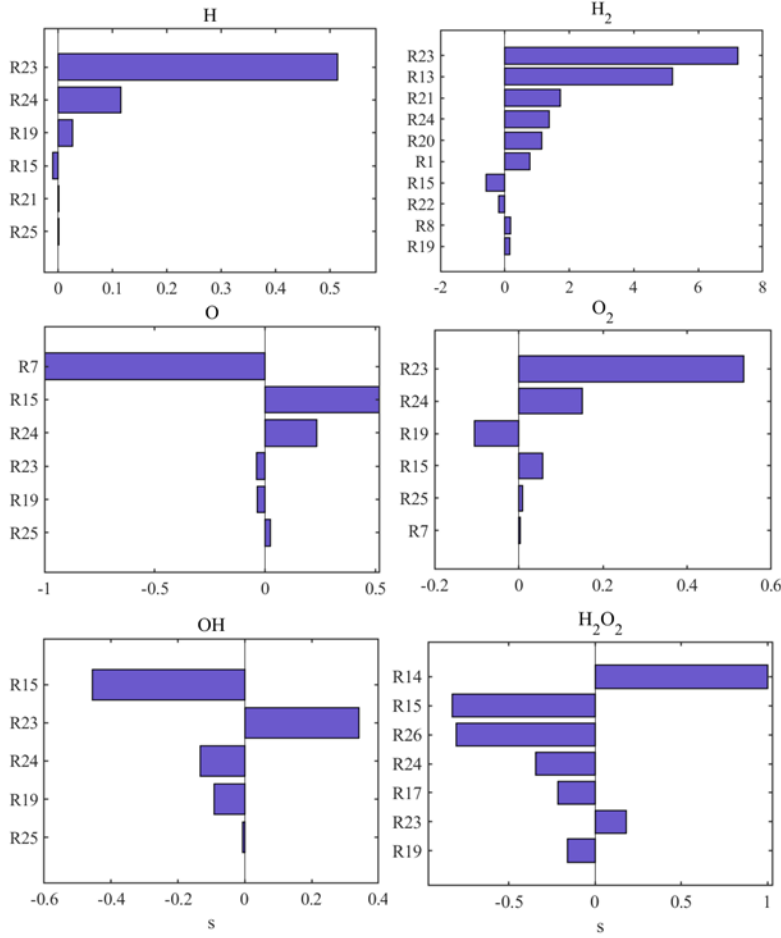 H
R23
R24
R19
R15
R21
R25
0 0.1 0.2 0.3 0.4 0.5
H2
R23
R13
R21
R24
R20
R1
R15
R22
R8
R19
-2 0 2 4 6 8
O
R7
R15
R24
R23
R19
R25
-1 -0.5 0 0.5
O2
R23
R24
R19
R15
R25
R7
-0.2 0 0.2 0.4 0.6
OH
R15
R23
R24
R19
R25
-0.6 -0.4 -0.2 0 0.2 0.4
s
H2O2
R14
R15
R26
R24
R17
R23
R19
-0.5 0 0.5 1
s